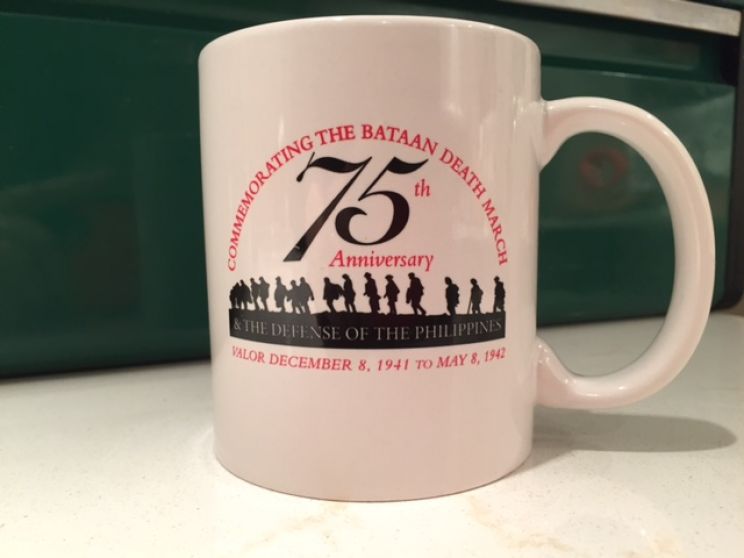 COMMEMORATING THE BATAAN DEATH MARCH
75th
Anniversary
& THE DEFENSE OF THE PHILIPPINES
VALOR DECEMBER 8, 1941 TO MAY 8, 1942